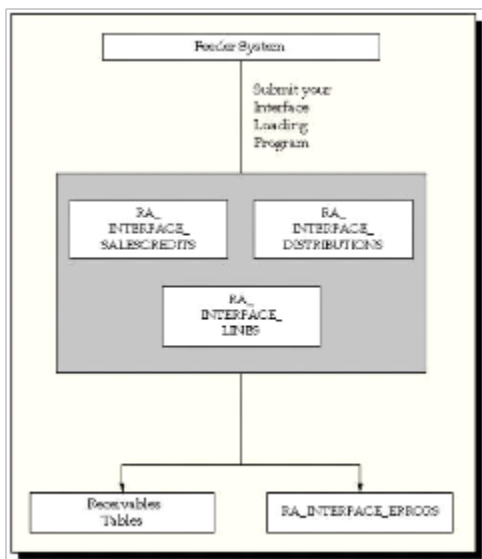 Feeder System
Submit your
Interface
Loading
Program
RA_
INTERFACE_
SALESCREDITS
RA_
INTERFACE_
DISTRIBUTIONS
RA_
INTERFACE_
LINES
Receivables
Tables
RA_INTERFACE_ERRORS